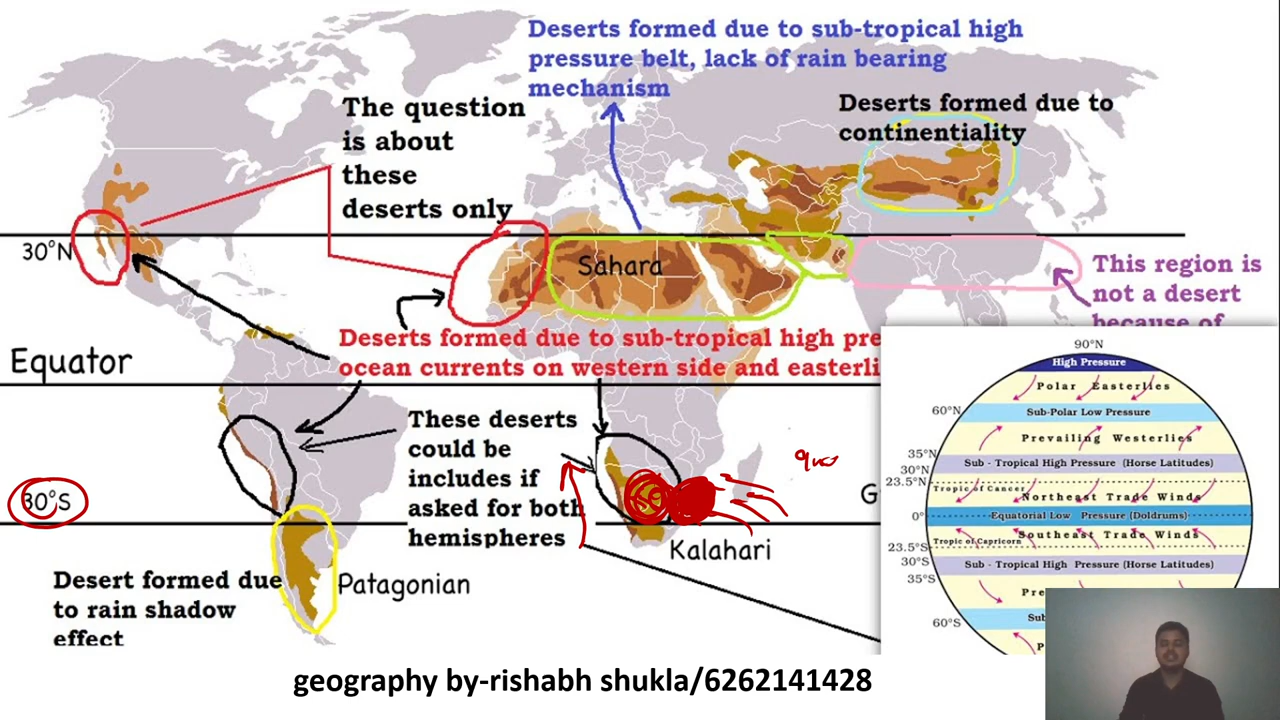 Deserts formed due to sub-tropical high
pressure belt, lack of rain bearing
mechanism
The question
is about
these
deserts only
Deserts formed due to
continentiality
30°N
Sahara
This region is
not a desert
because of
Deserts formed due to sub-tropical high pre
ocean currents on western side and easterli
Equator
These deserts
could be
includes if
asked for both
hemispheres
30°S
G
Kalahari
Patagonian
Desert formed due
to rain shadow
effect
90°N
High Pressure
Polar Easterlies
60°N
Sub-Polar Low Pressure
Prevailing Westerlies
35°N
Sub - Tropical High Pressure (Horse Latitudes)
30°N
23.5°N
Tropic of Cancer
Northeast Trade Winds
0°
Equatorial Low Pressure (Doldrums)
Southeast Trade Winds
Tropic of Capricorn
23.5°S
Sub - Tropical High Pressure (Horse Latitudes)
30°S
35°S
Pre
60°S
Sub
P
geography by-rishabh shukla/6262141428